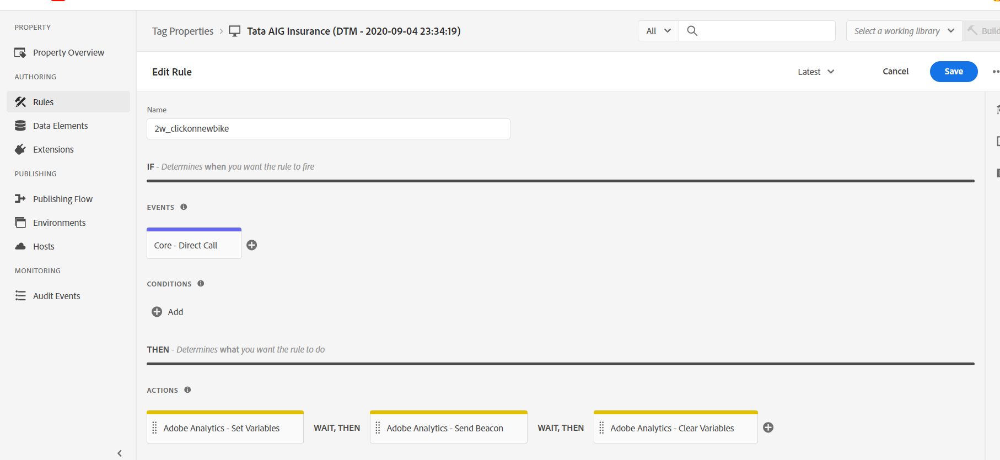 PROPERTY
Property Overview
AUTHORING
Rules
Data Elements
Extensions
PUBLISHING
Publishing Flow
Environments
Hosts
MONITORING
Audit Events
Tag Properties > Tata AIG Insurance (DTM - 2020-09-04 23:34:19)
All
Select a working library
Build
Edit Rule
Latest
Cancel
Save
Name
2w_clickonnewbike
IF - Determines when you want the rule to fire
EVENTS
Core - Direct Call
CONDITIONS
Add
THEN - Determines what you want the rule to do
ACTIONS
Adobe Analytics - Set Variables WAIT, THEN Adobe Analytics - Send Beacon WAIT, THEN Adobe Analytics - Clear Variables